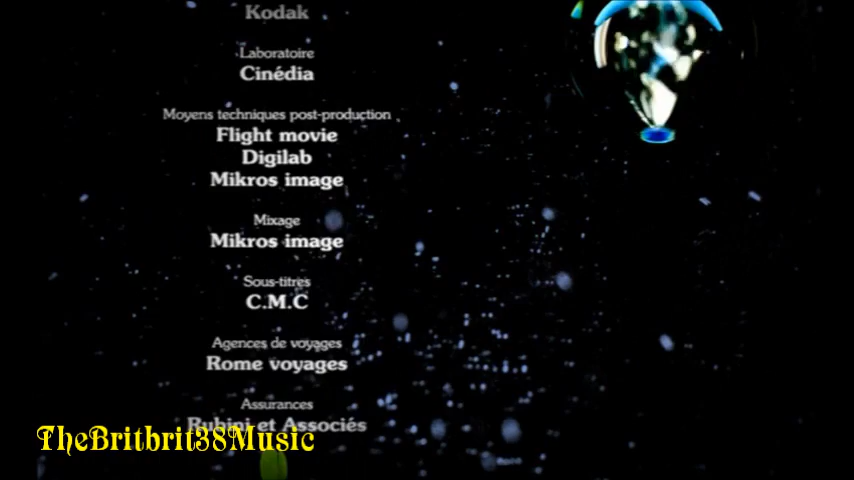 Kodak
Laboratoire
Cinédia
Moyens techniques post-production
Flight movie
Digilab
Mikros image
Mixage
Mikros image
Sous-titres
C.M.C
Agences de voyages
Rome voyages
Assurances
Rubini et Associés
TheBritbrit38Music